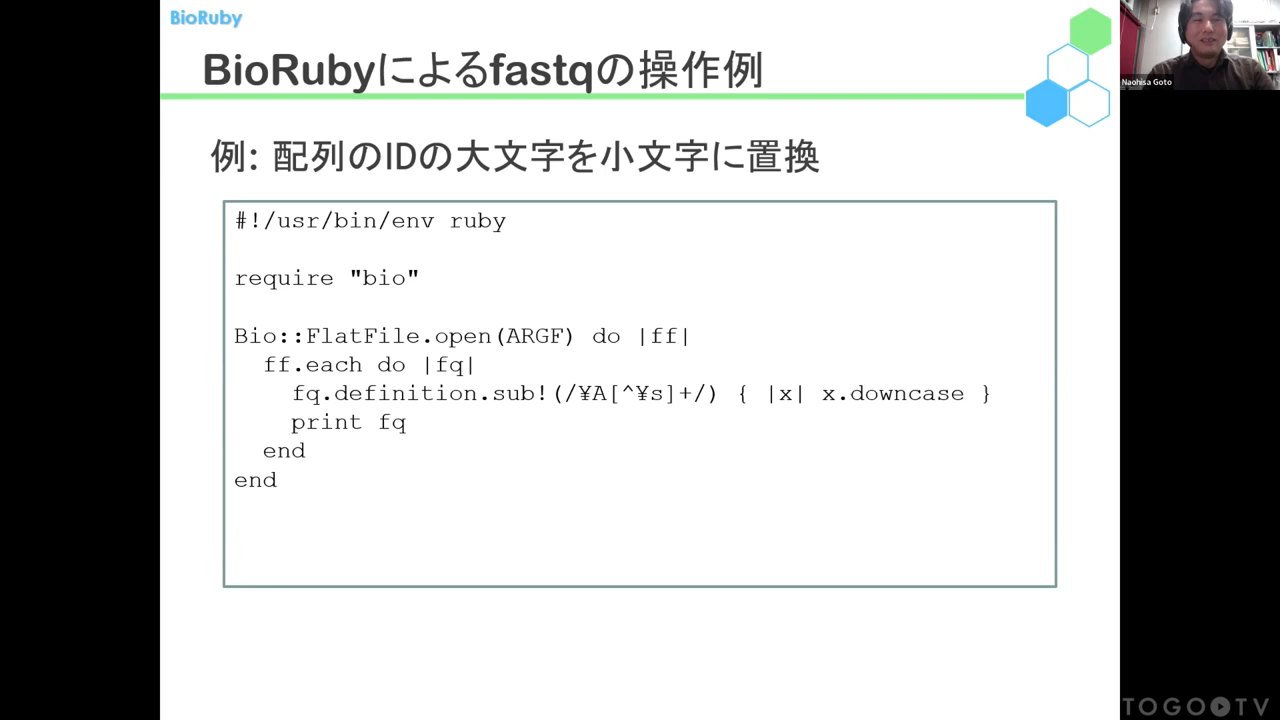 BioRuby
BioRubyによるfastqの操作例
例: 配列のIDの大文字を小文字に置換
#!/usr/bin/env ruby
require "bio"
Bio::FlatFile.open(ARGF) do |ff|
  ff.each do |fq|
    fq.definition.sub!(/¥A[^¥s]+/) { |x| x.downcase }
    print fq
  end
end
Naohisa Goto
TOGO TV